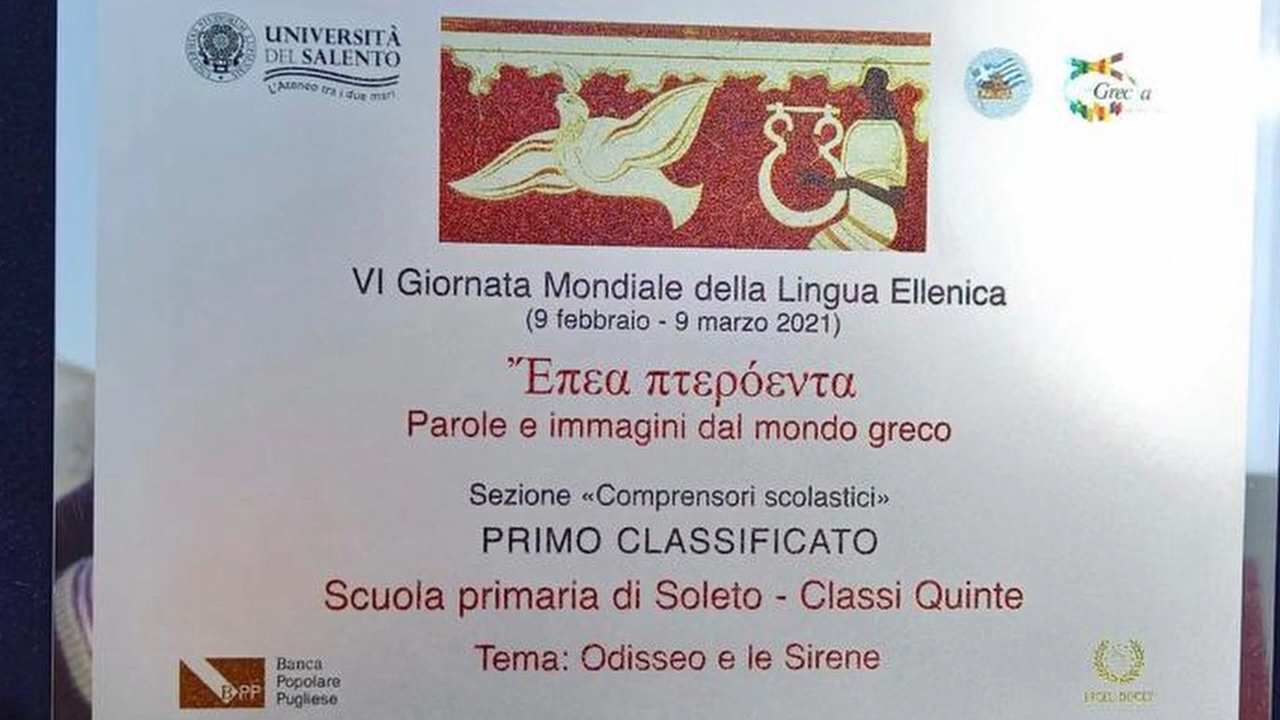 UNIVERSITÀ
DEL SALENTO
L'Ateneo tra i due mari
Grecia
VI Giornata Mondiale della Lingua Ellenica
(9 febbraio - 9 marzo 2021)
Ἔπεα πτερόεντα
Parole e immagini dal mondo greco
Sezione «Comprensori scolastici»
PRIMO CLASSIFICATO
Scuola primaria di Soleto - Classi Quinte
Tema: Odisseo e le Sirene
BPP
Banca
Popolare
Pugliese